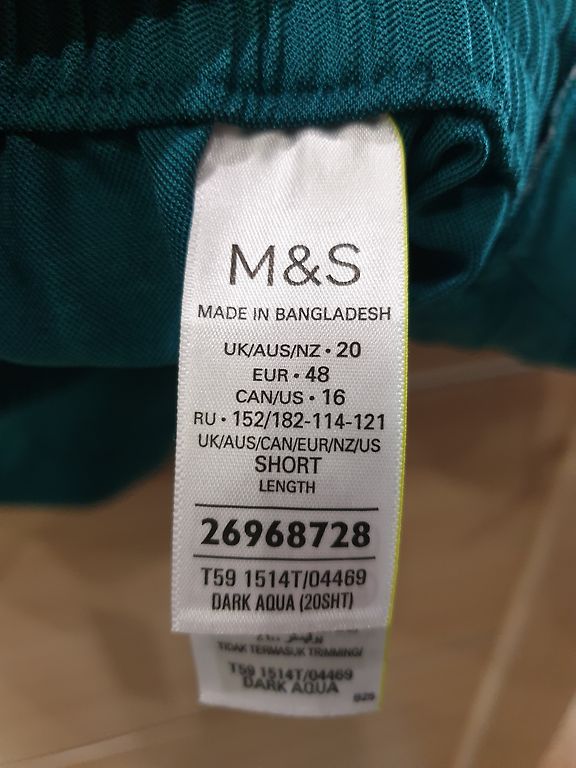 M&S
MADE IN BANGLADESH
UK/AUS/NZ • 20
EUR • 48
CAN/US • 16
RU • 152/182-114-121
UK/AUS/CAN/EUR/NZ/US
SHORT
LENGTH
26968728
T59 1514T/04469
DARK AQUA (20SHT)
TIDAK TERMASUK TRIMMING/
T59 1514T/04469
DARK AQUA